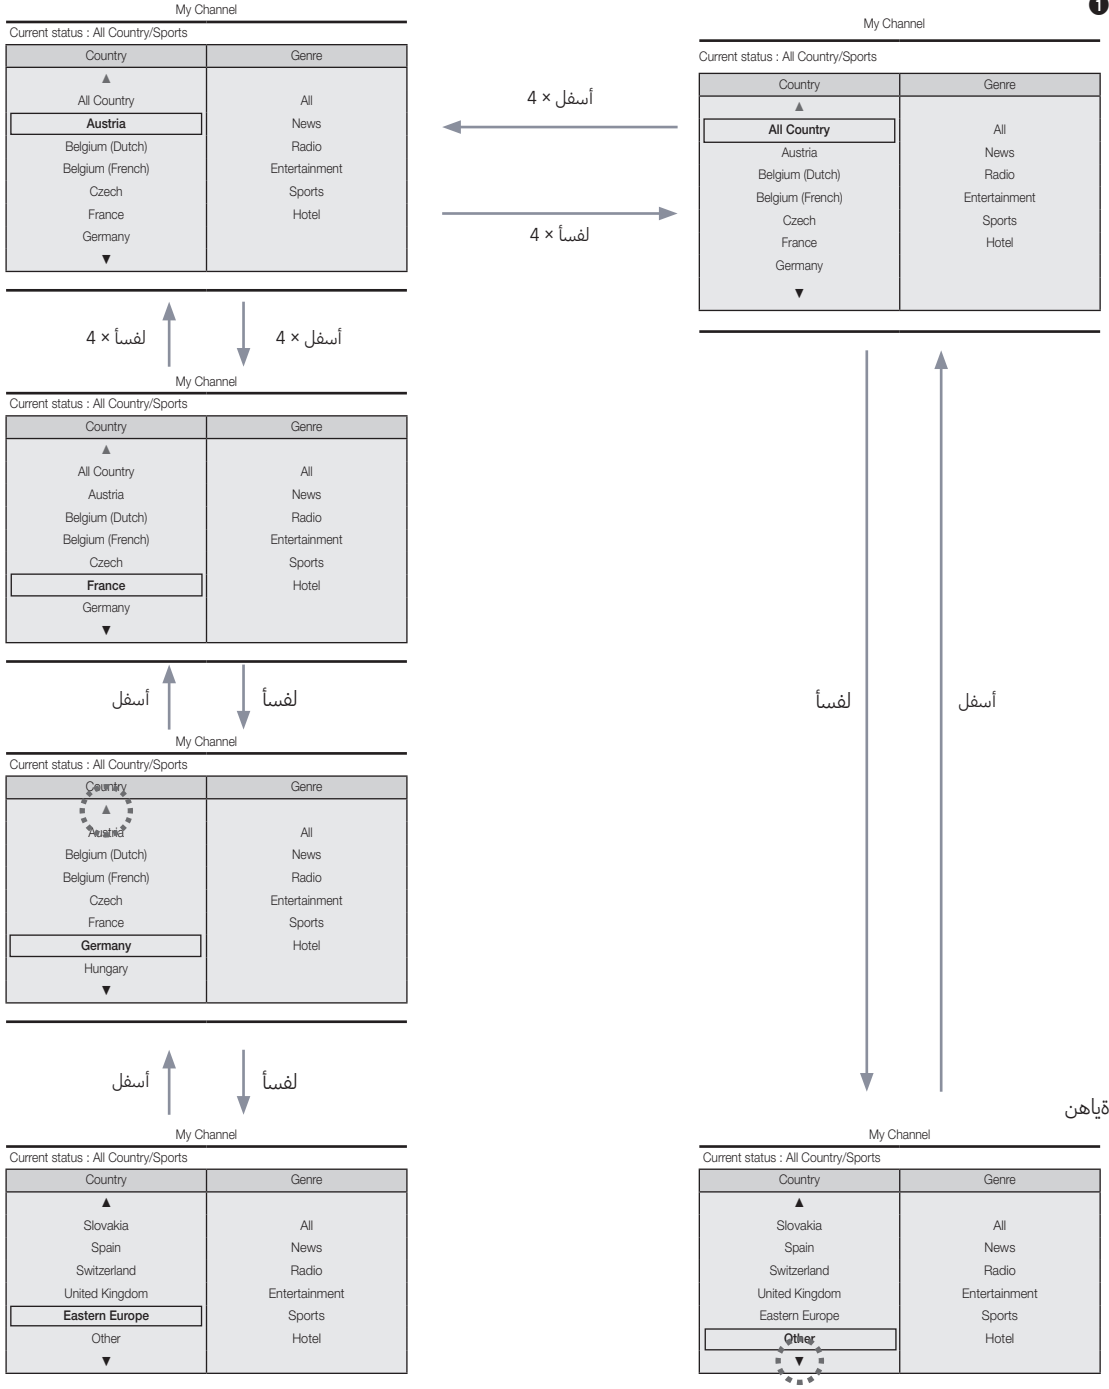 My Channel
Current status : All Country/Sports
Country Genre
▲
All Country All
Austria News
Belgium (Dutch) Radio
Belgium (French) Entertainment
Czech Sports
France Hotel
Germany
▼
أسفل × 4
لفسأ × 4
❶
My Channel
Current status : All Country/Sports
Country Genre
▲
All Country All
Austria News
Belgium (Dutch) Radio
Belgium (French) Entertainment
Czech Sports
France Hotel
Germany
▼
لفسأ × 4
أسفل × 4
My Channel
Current status : All Country/Sports
Country Genre
▲
All Country All
Austria News
Belgium (Dutch) Radio
Belgium (French) Entertainment
Czech Sports
France Hotel
Germany
▼
أسفل
لفسأ
لفسأ
أسفل
My Channel
Current status : All Country/Sports
Country Genre
▲
Austria All
Belgium (Dutch) News
Belgium (French) Radio
Czech Entertainment
France Sports
Germany Hotel
Hungary
▼
أسفل
لفسأ
ةياهن
My Channel
Current status : All Country/Sports
Country Genre
▲
Slovakia All
Spain News
Switzerland Radio
United Kingdom Entertainment
Eastern Europe Sports
Other Hotel
▼
My Channel
Current status : All Country/Sports
Country Genre
▲
Slovakia All
Spain News
Switzerland Radio
United Kingdom Entertainment
Eastern Europe Sports
Other Hotel
▼